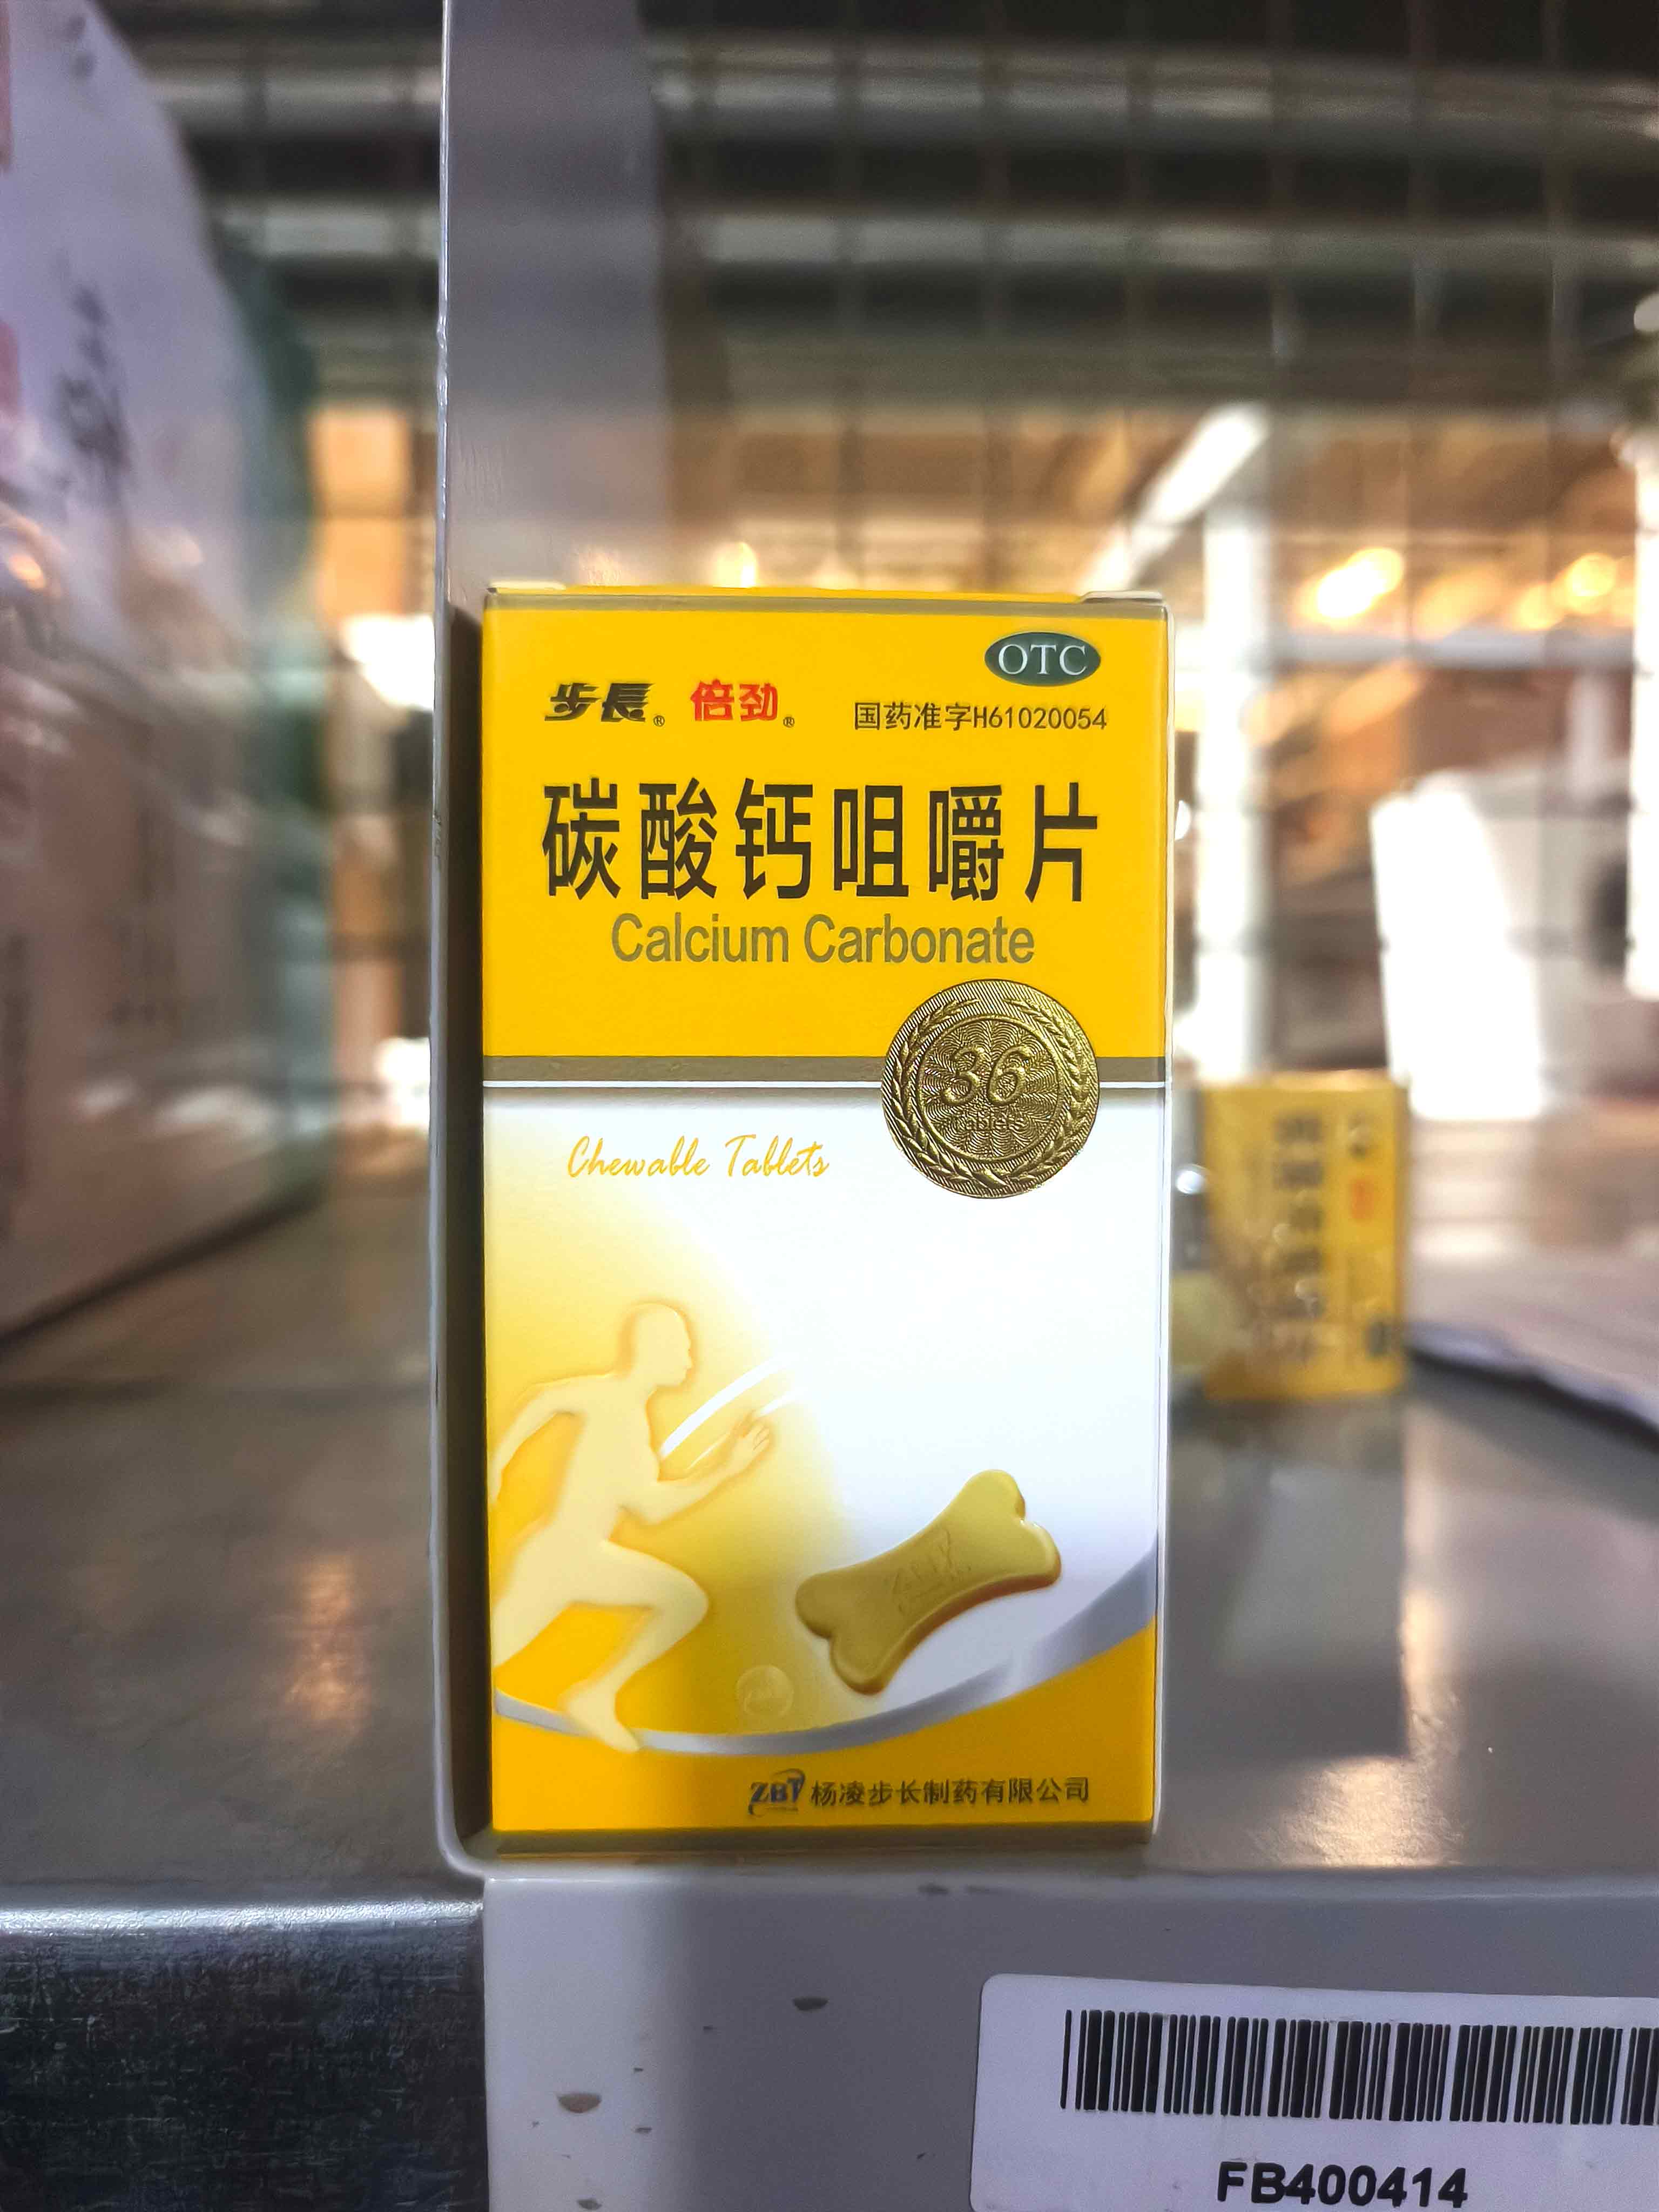 OTC
步長® 倍劲®
国药准字H61020054
碳酸钙咀嚼片
Calcium Carbonate
36
Tablets
Chewable Tablets
ZBT 杨凌步长制药有限公司
FB400414